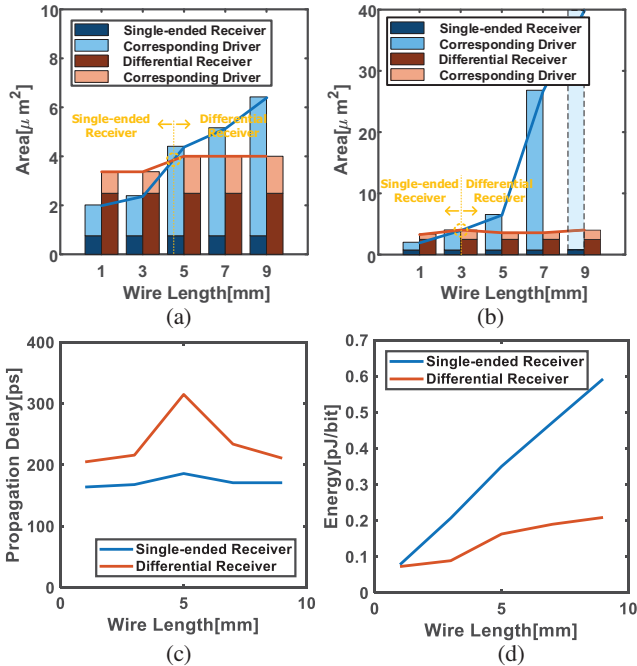 10
8
6
4
2
0
Area[μ m²]
Single-ended Receiver
Corresponding Driver
Differential Receiver
Corresponding Driver
Single-ended
Receiver
Differential
Receiver
1 3 5 7 9
Wire Length[mm]
(a)
40
30
20
10
0
Area[μ m²]
Single-ended Receiver
Corresponding Driver
Differential Receiver
Corresponding Driver
Single-ended
Receiver
Differential
Receiver
1 3 5 7 9
Wire Length[mm]
(b)
400
300
200
100
0
Propagation Delay[ps]
Single-ended Receiver
Differential Receiver
0 5 10
Wire Length[mm]
(c)
0.7
0.6
0.5
0.4
0.3
0.2
0.1
0
Energy[pJ/bit]
Single-ended Receiver
Differential Receiver
0 5 10
Wire Length[mm]
(d)